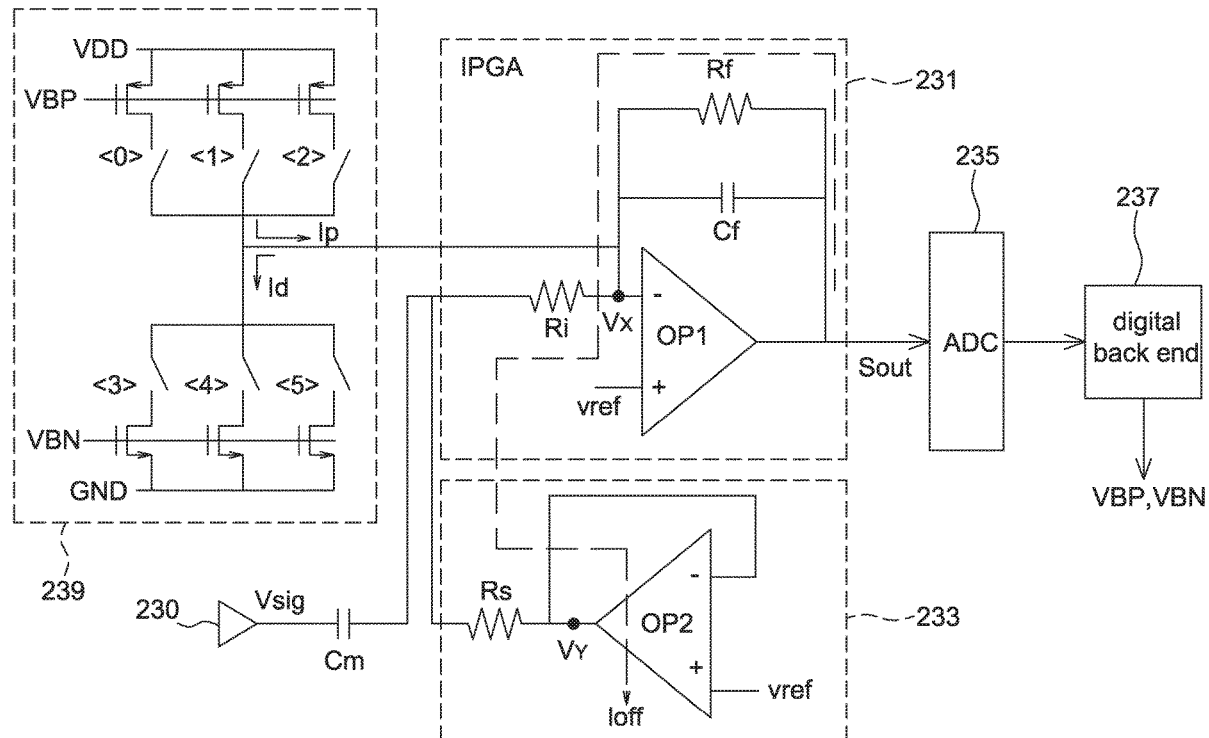 VDD
VBP
<0>
<1>
<2>
Ip
Id
<3>
<4>
<5>
VBN
GND
239
IPGA
Rf
231
Cf
Ri
Vx
-
OP1
+
vref
Sout
235
ADC
237
digital
back end
VBP,VBN
230
Vsig
Cm
Rs
VY
-
OP2
+
vref
Ioff
233